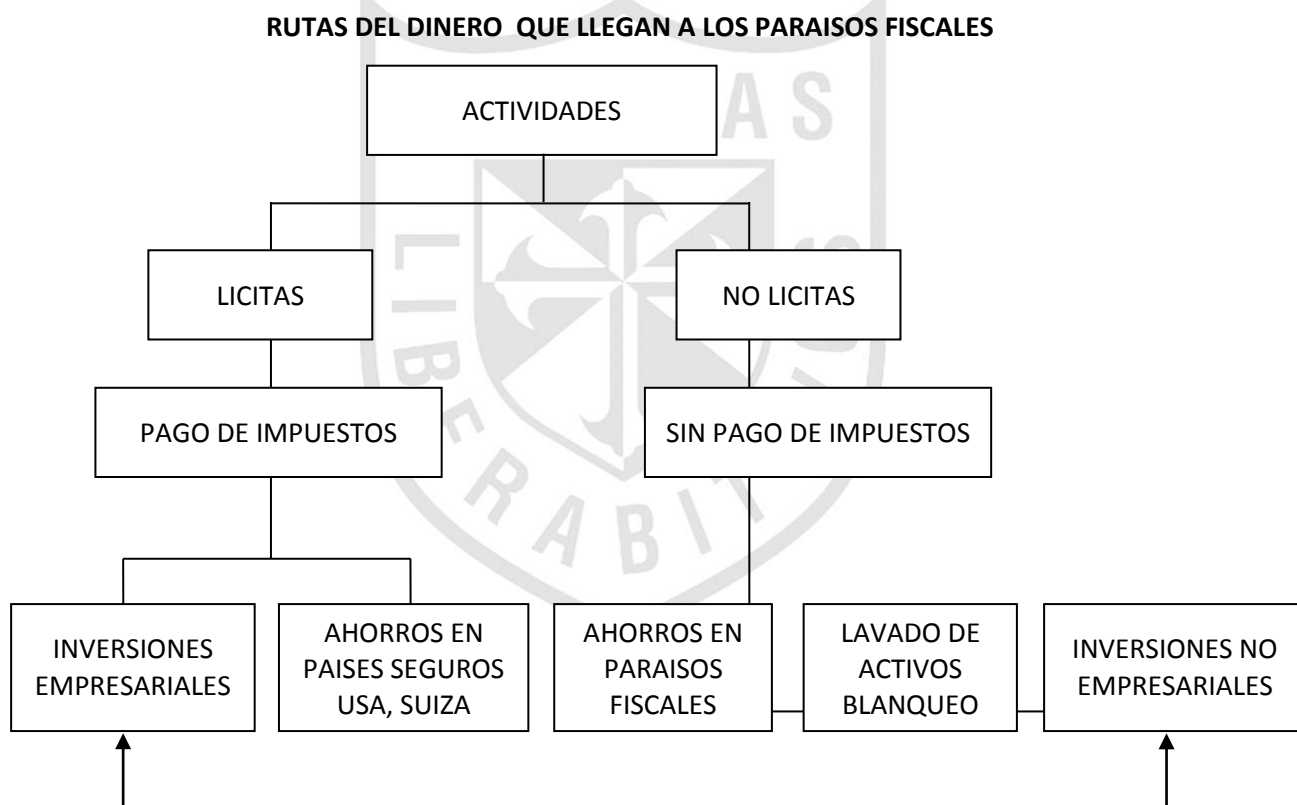 RUTAS DEL DINERO QUE LLEGAN A LOS PARAISOS FISCALES
ACTIVIDADES
LICITAS
NO LICITAS
PAGO DE IMPUESTOS
SIN PAGO DE IMPUESTOS
INVERSIONES
EMPRESARIALES
AHORROS EN
PAISES SEGUROS
USA, SUIZA
AHORROS EN
PARAISOS
FISCALES
LAVADO DE
ACTIVOS
BLANQUEO
INVERSIONES NO
EMPRESARIALES
LIBERABIT